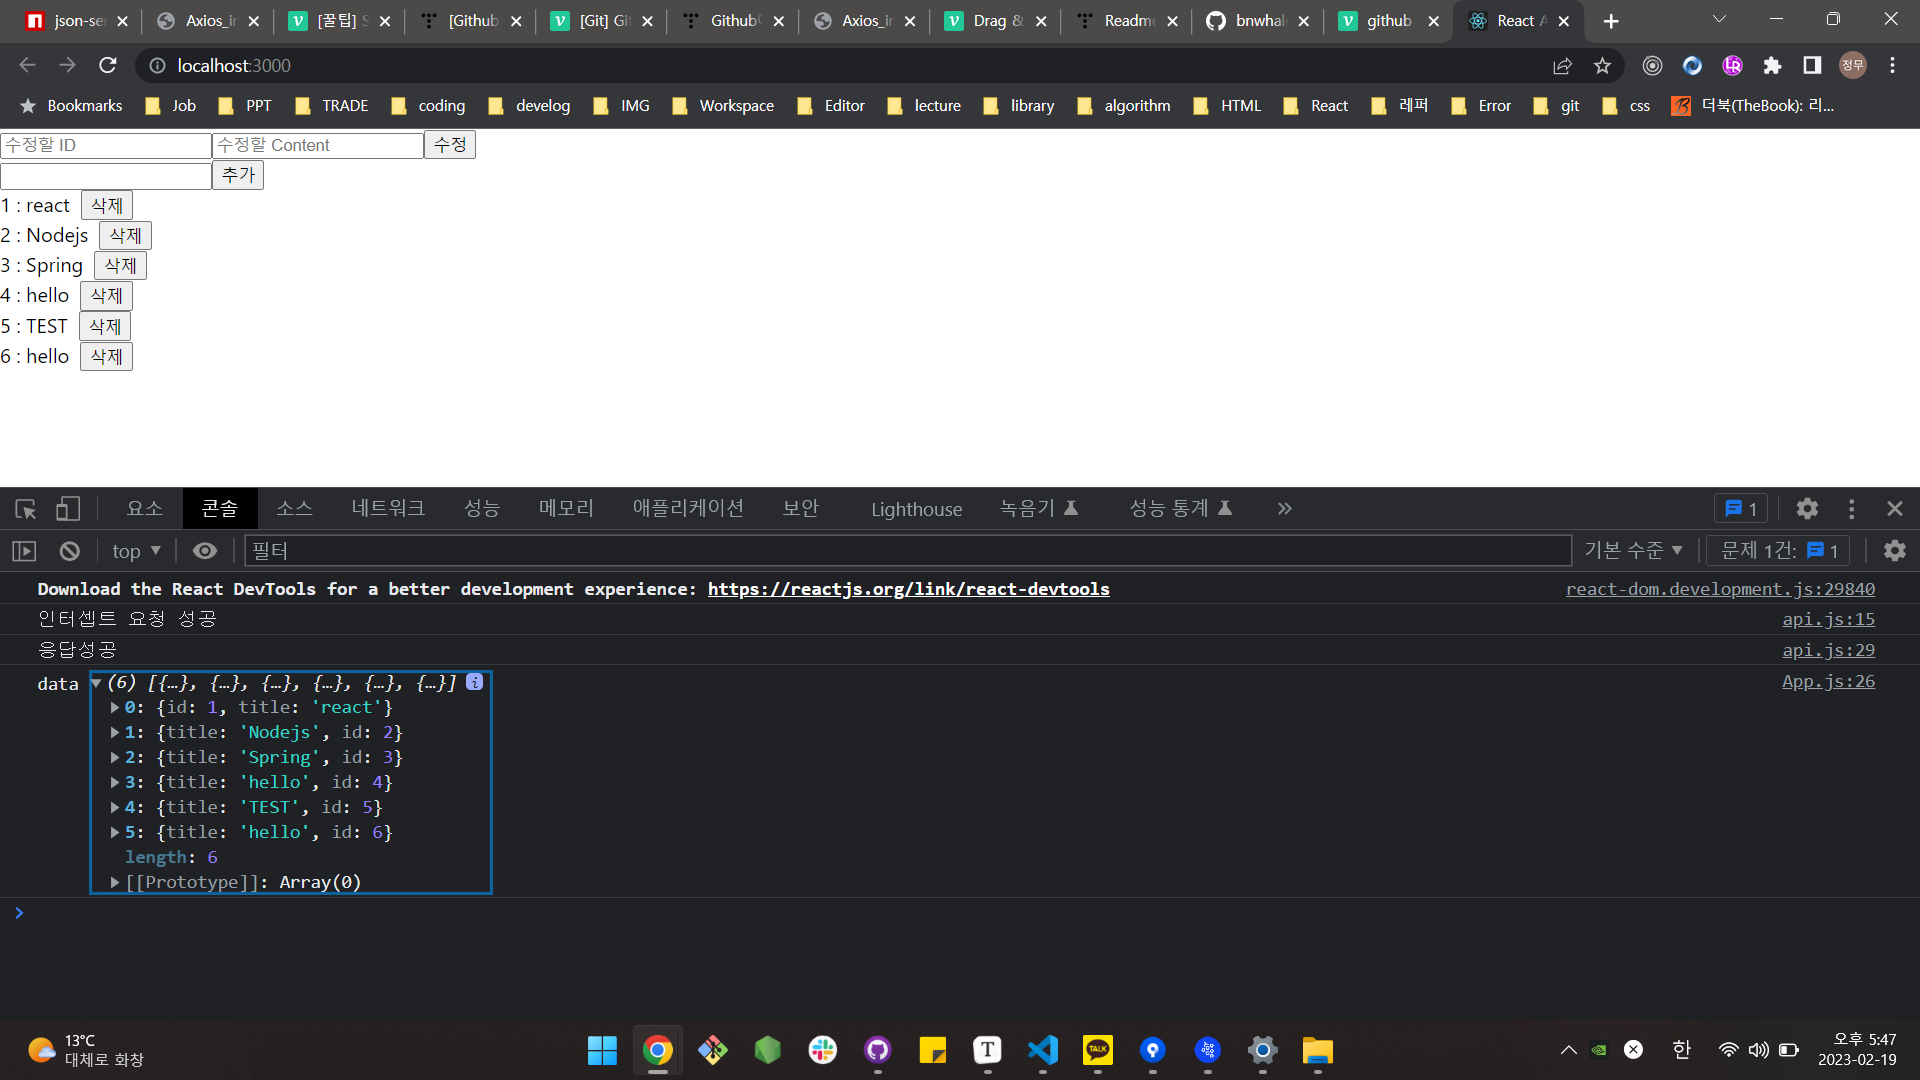 json-se
Axios_i
[꿀팁] S
[Github
[Git] Gi
Github
Axios_i
Drag &
Readme
bnwhal
github
React A
localhost:3000
정무
Bookmarks Job PPT TRADE coding develog IMG Workspace Editor lecture library algorithm HTML React 레퍼 Error git css 더북(TheBook): 리...
수정할 ID 수정할 Content 수정
추가
1 : react 삭제
2 : Nodejs 삭제
3 : Spring 삭제
4 : hello 삭제
5 : TEST 삭제
6 : hello 삭제
요소 콘솔 소스 네트워크 성능 메모리 애플리케이션 보안 Lighthouse 녹음기 성능 통계 » 1
top 필터 기본 수준 문제 1건: 1
Download the React DevTools for a better development experience: https://reactjs.org/link/react-devtools react-dom.development.js:29840
인터셉트 요청 성공 api.js:15
응답성공 api.js:29
data (6) [{…}, {…}, {…}, {…}, {…}, {…}] i App.js:26
0: {id: 1, title: 'react'}
1: {title: 'Nodejs', id: 2}
2: {title: 'Spring', id: 3}
3: {title: 'hello', id: 4}
4: {title: 'TEST', id: 5}
5: {title: 'hello', id: 6}
length: 6
[[Prototype]]: Array(0)
13°C
대체로 화창
T
TALK
한
오후 5:47
2023-02-19